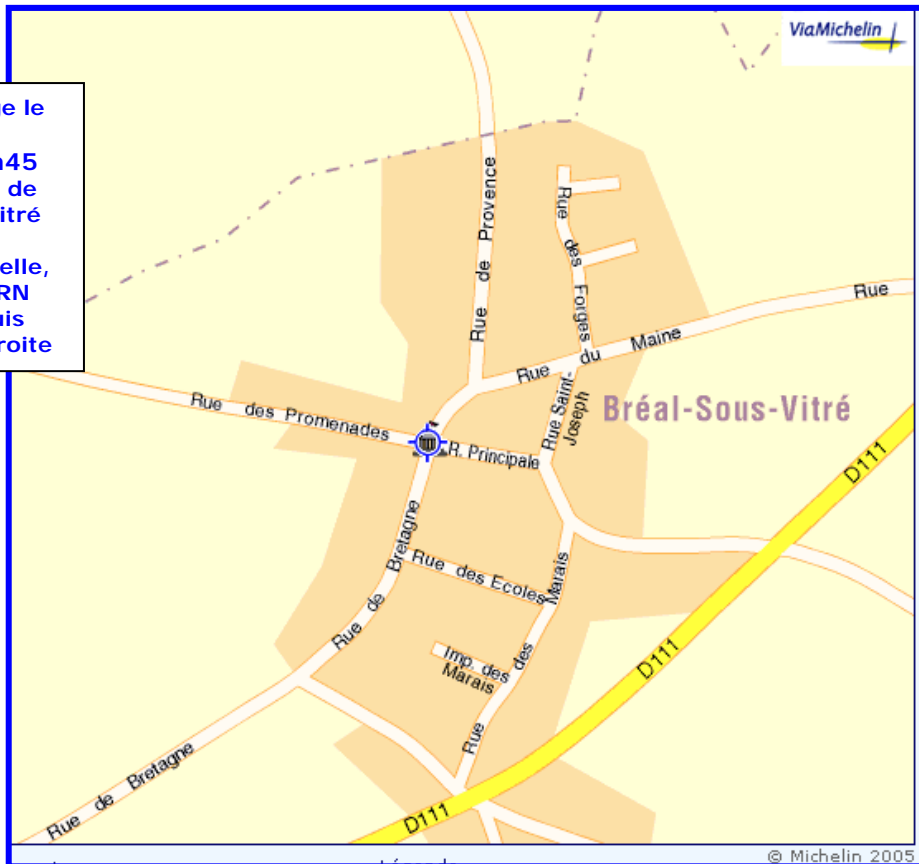 ViaMichelin
e le
h45
de
itré
elle,
RN
uis
roite
Rue de Provence
Rue des Forges
Rue du Maine
Rue
Rue des Promenades
R. Principale
Rue Saint-
Joseph
Bréal-Sous-Vitré
D111
Rue de Bretagne
Rue des Ecoles
Rue des Marais
Imp. des
Marais
D111
Rue de Bretagne
D111
© Michelin 2005